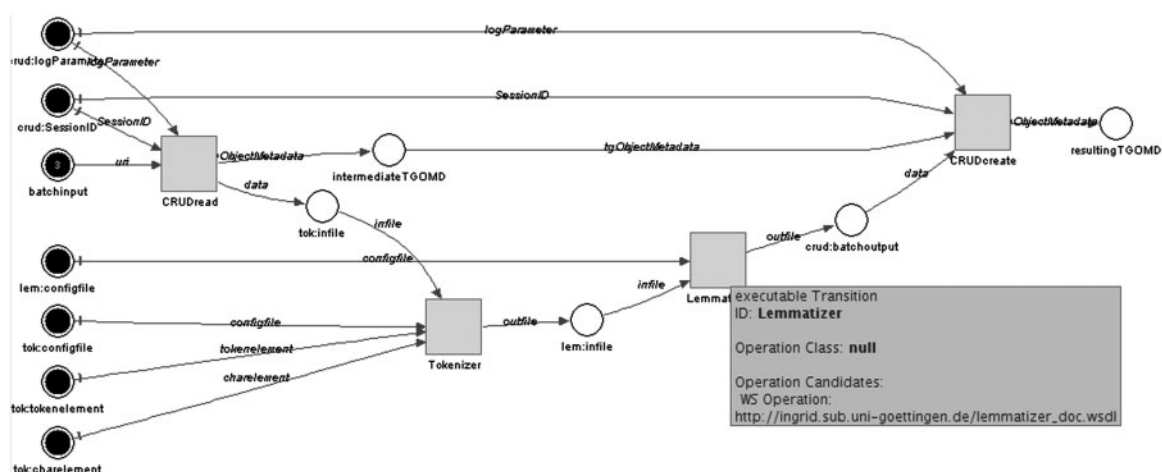 logParameter
crud:logParameter
logParameter
SessionID
crud:SessionID
SessionID
ObjectMetadata
resultingTGOMD
CRUDcreate
3
uri
batchinput
CRUDread
ObjectMetadata
intermediateTGOMD
tgObjectMetadata
data
tok:infile
infile
data
crud:batchoutput
outfile
lem:configfile
configfile
infile
Lemmati
executable Transition
ID: Lemmatizer
Operation Class: null
Operation Candidates:
WS Operation:
http://ingrid.sub.uni-goettingen.de/lemmatizer_doc.wsdl
tok:configfile
configfile
tokenelement
charelement
Tokenizer
outfile
lem:infile
tok:tokenelement
tok:charelement